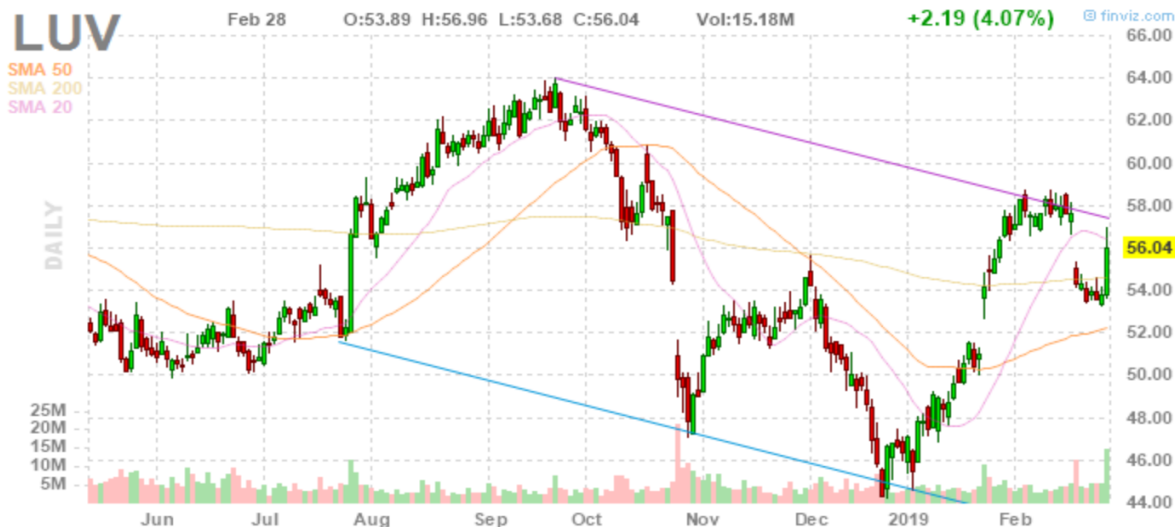 LUV Feb 28 O:53.89 H:56.96 L:53.68 C:56.04 Vol:15.18M +2.19 (4.07%) © finviz.com
SMA 50
SMA 200
SMA 20
DAILY
66.00
64.00
62.00
60.00
58.00
56.04
54.00
52.00
50.00
48.00
46.00
44.00
25M
20M
15M
10M
5M
Jun Jul Aug Sep Oct Nov Dec 2019 Feb